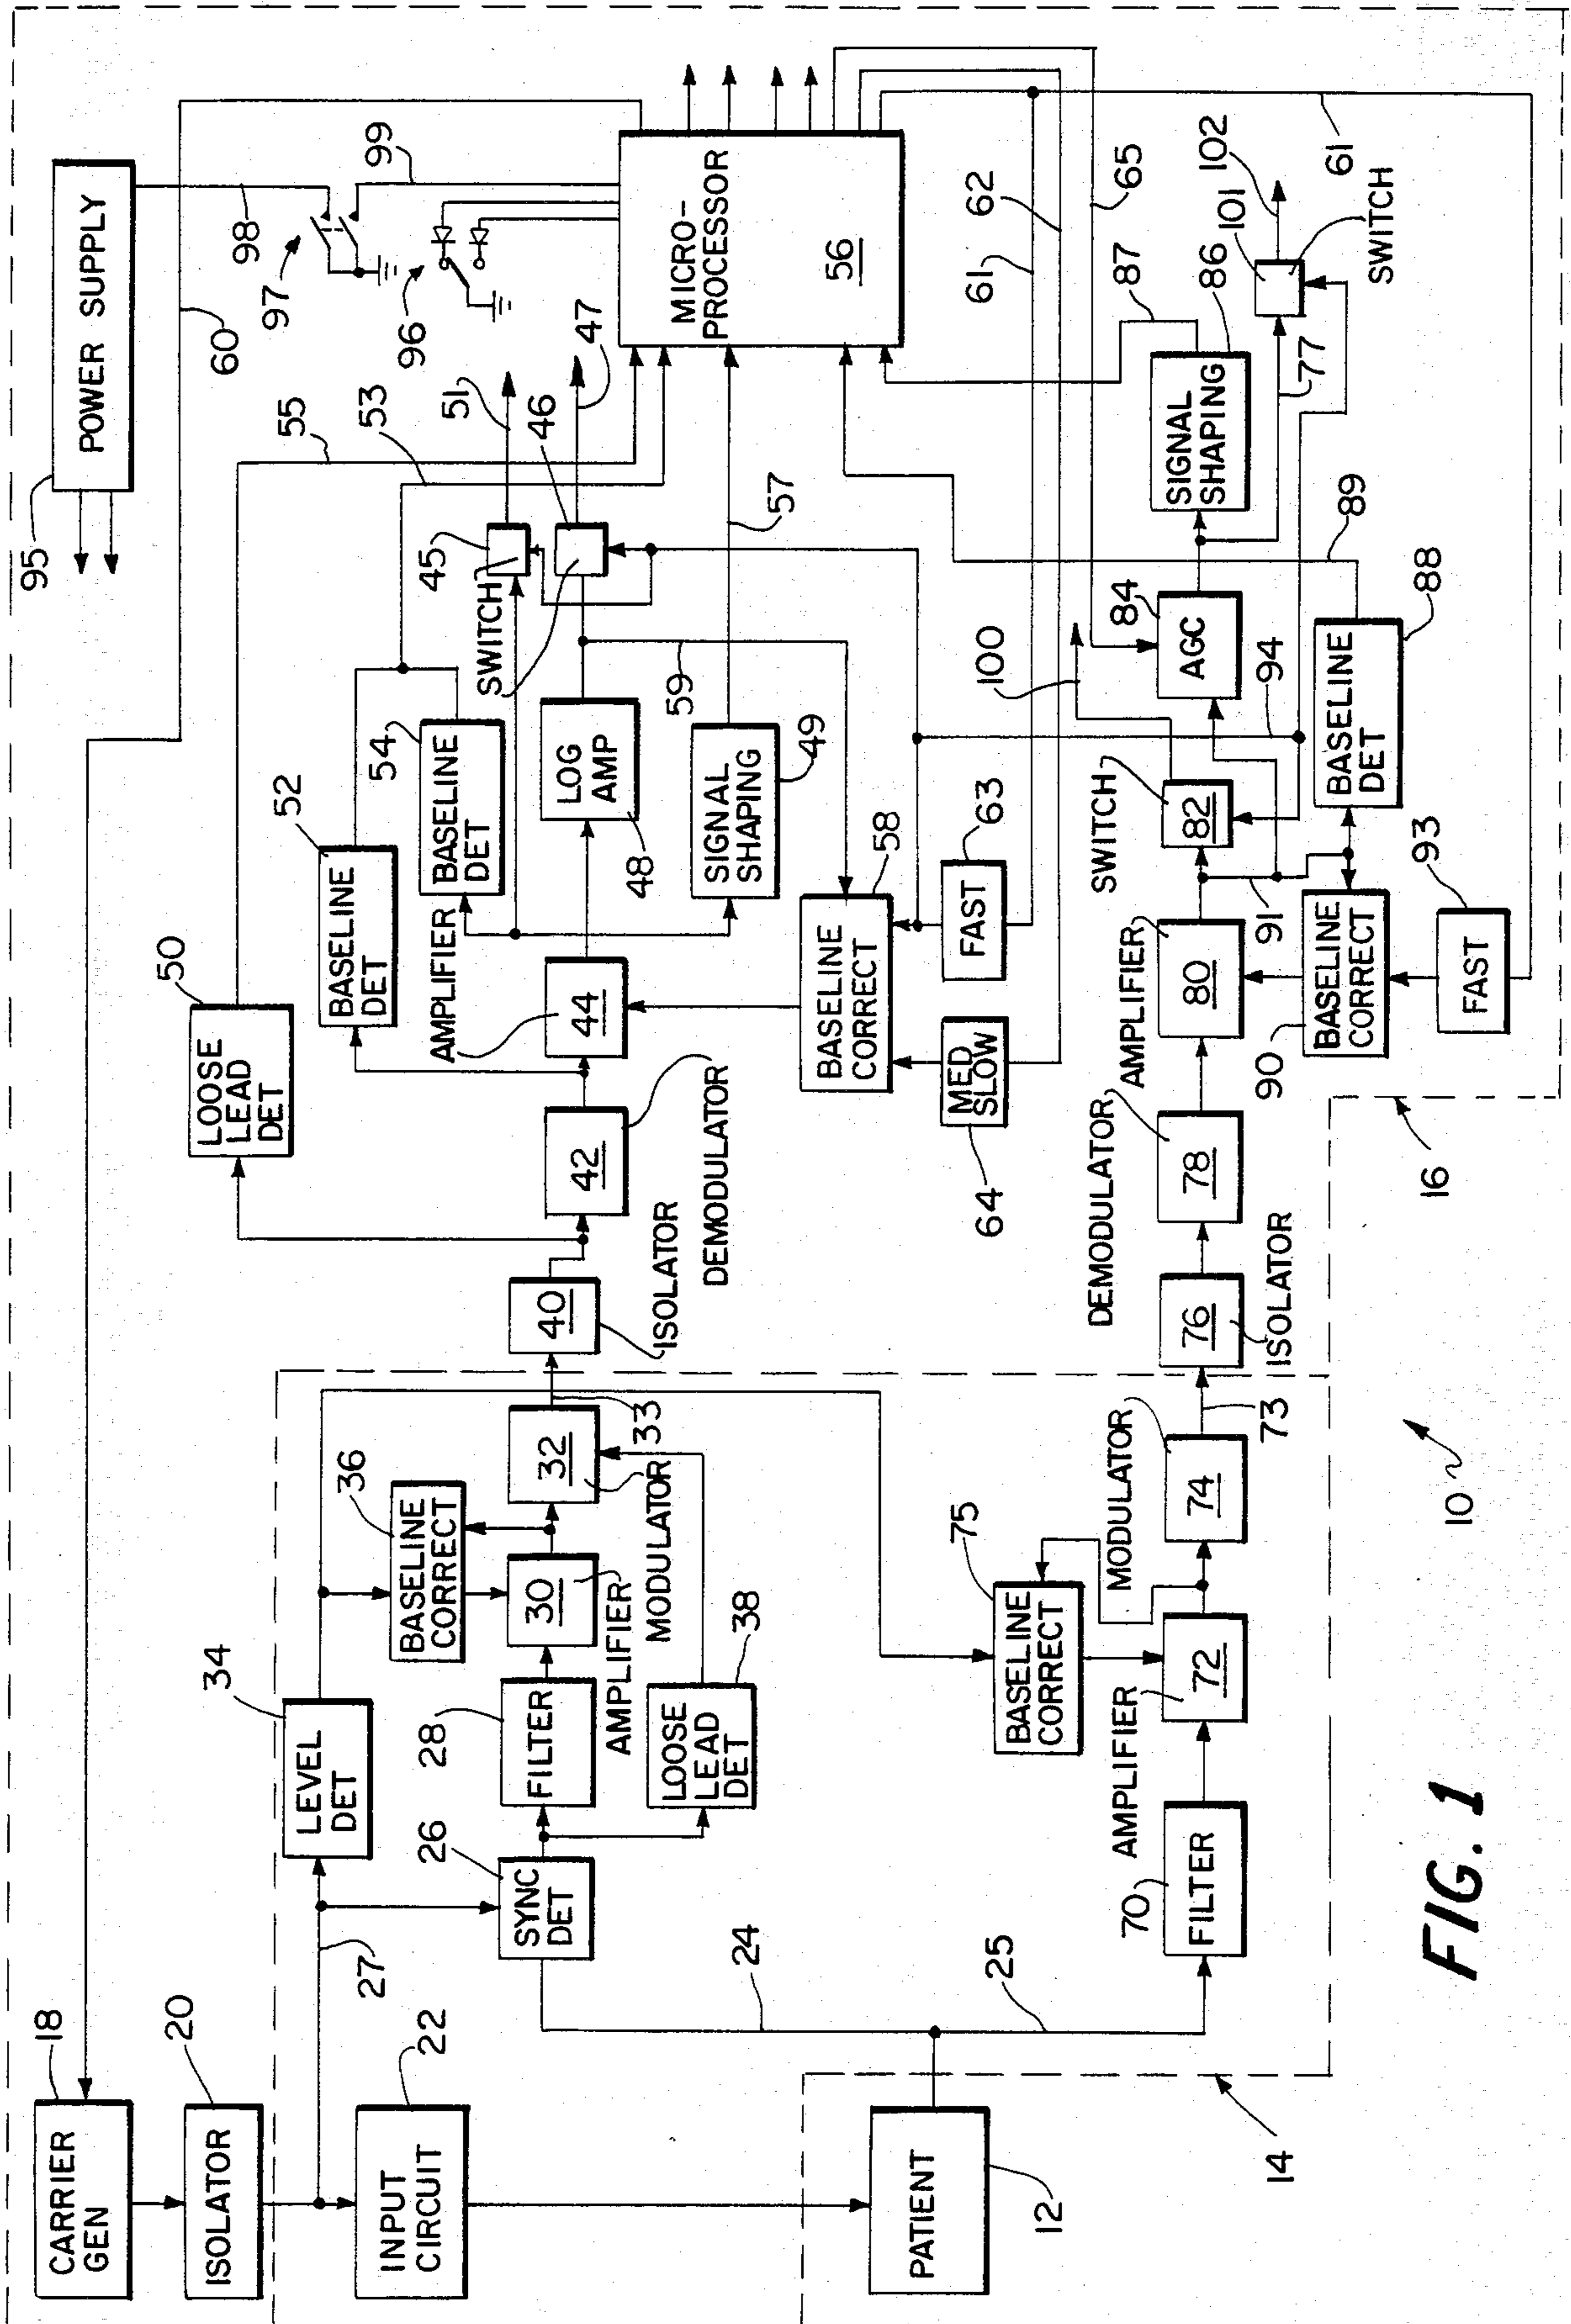 CARRIER
GEN
18
ISOLATOR
20
27
INPUT
CIRCUIT
22
PATIENT
12
14
24
25
LEVEL
DET
34
SYNC
DET
26
FILTER
28
BASELINE
CORRECT
36
30
AMPLIFIER
32
MODULATOR
33
LOOSE
LEAD
DET
38
FILTER
70
AMPLIFIER
72
BASELINE
CORRECT
75
MODULATOR
74
73
10
16
40
ISOLATOR
42
DEMODULATOR
LOOSE
LEAD
DET
50
BASELINE
DET
52
BASELINE
DET
54
AMPLIFIER
44
LOG
AMP
48
SIGNAL
SHAPING
49
SWITCH
45
46
51
47
53
55
57
59
BASELINE
CORRECT
58
FAST
63
MED
SLOW
64
76
ISOLATOR
78
DEMODULATOR
AMPLIFIER
80
SWITCH
82
91
BASELINE
CORRECT
90
FAST
93
BASELINE
DET
88
89
94
100
AGC
84
SIGNAL
SHAPING
86
87
77
101
102
SWITCH
61
61
62
65
MICRO-
PROCESSOR
56
POWER SUPPLY
95
60
96
97
98
99
FIG. 1